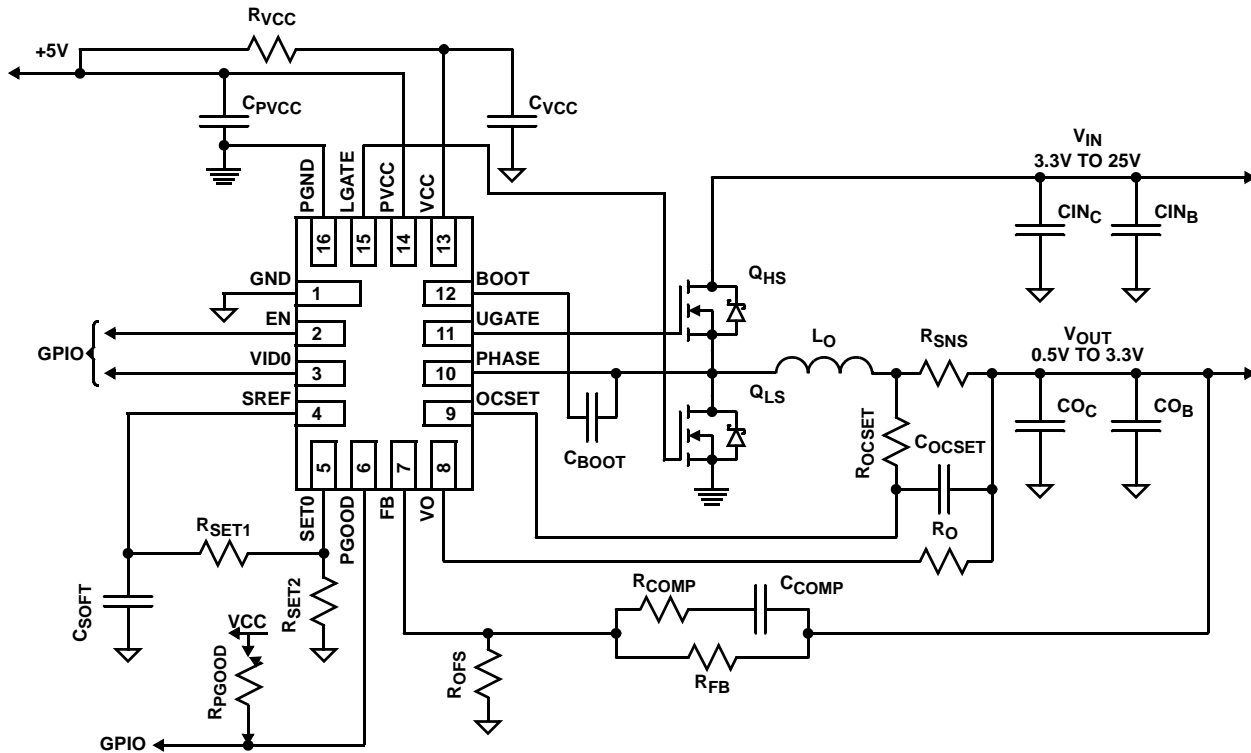 RVCC
+5V
CPVCC
CVCC
VIN
3.3V TO 25V
PGND
LGATE
PVCC
VCC
16
15
14
13
CINC
CINB
GND
1
12
BOOT
QHS
EN
2
11
UGATE
GPIO
VID0
3
10
PHASE
LO
RSNS
VOUT
0.5V TO 3.3V
SREF
4
9
OCSET
QLS
CBOOT
ROCSET
COCSET
COC
COB
5
6
7
8
SET0
PGOOD
FB
VO
RSET1
RO
CSOFT
RSET2
RCOMP
CCOMP
VCC
RPGOOD
ROFS
RFB
GPIO